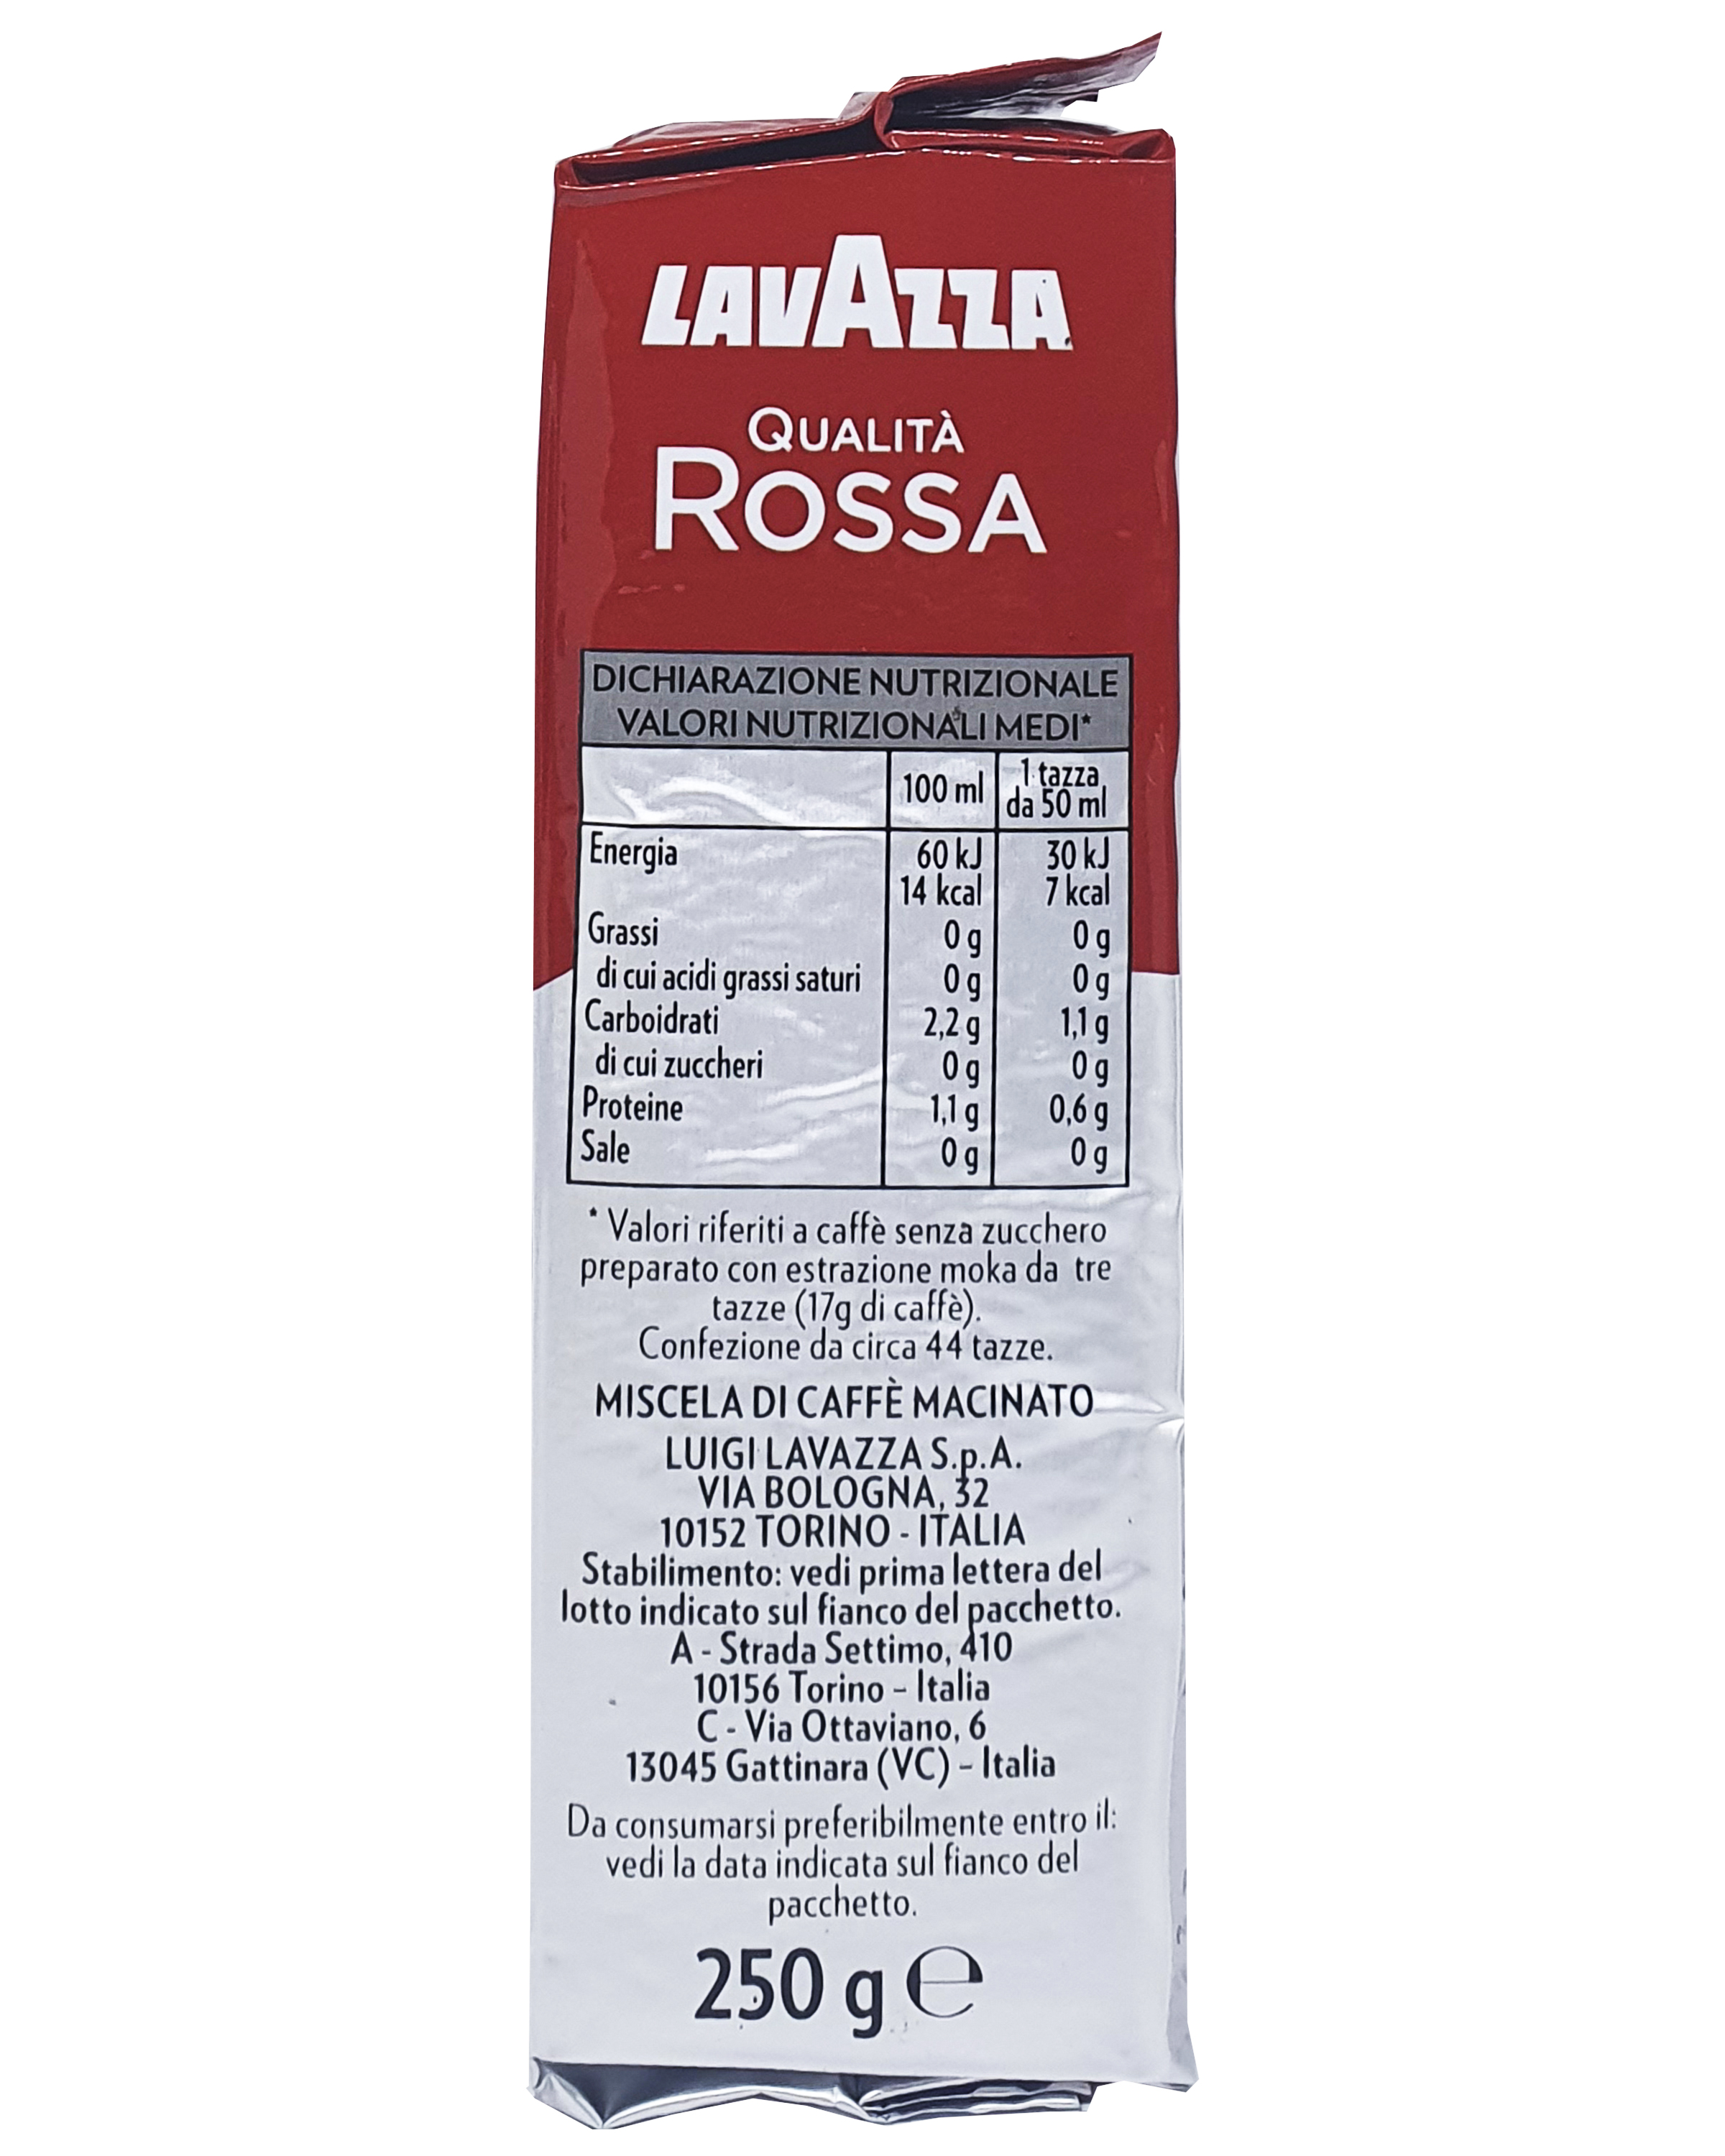 LAVAZZA
QUALITÀ
ROSSA
DICHIARAZIONE NUTRIZIONALE
VALORI NUTRIZIONALI MEDI*
100 ml 1 tazza da 50 ml
Energia 60 kJ 30 kJ
14 kcal 7 kcal
Grassi 0 g 0 g
di cui acidi grassi saturi 0 g 0 g
Carboidrati 2,2 g 1,1 g
di cui zuccheri 0 g 0 g
Proteine 1,1 g 0,6 g
Sale 0 g 0 g
* Valori riferiti a caffè senza zucchero
preparato con estrazione moka da tre
tazze (17g di caffè).
Confezione da circa 44 tazze.
MISCELA DI CAFFÈ MACINATO
LUIGI LAVAZZA S.p.A.
VIA BOLOGNA, 32
10152 TORINO - ITALIA
Stabilimento: vedi prima lettera del
lotto indicato sul fianco del pacchetto.
A - Strada Settimo, 410
10156 Torino - Italia
C - Via Ottaviano, 6
13045 Gattinara (VC) - Italia
Da consumarsi preferibilmente entro il:
vedi la data indicata sul fianco del
pacchetto.
250 g e